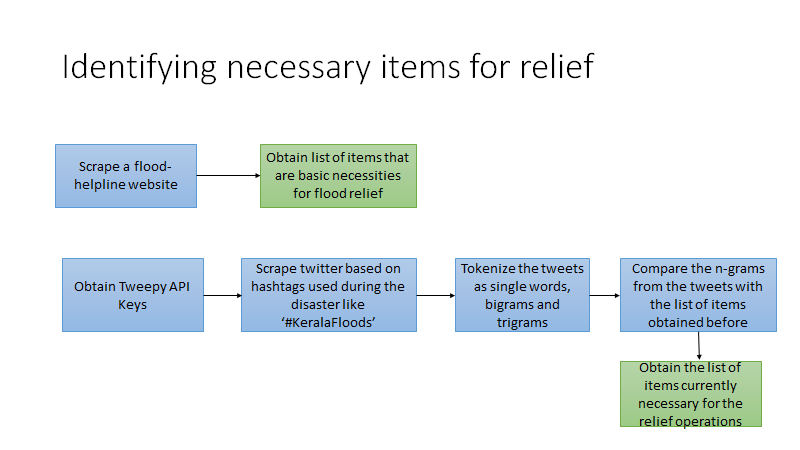 Identifying necessary items for relief
Scrape a flood-
helpline website
Obtain list of items that
are basic necessities
for flood relief
Obtain Tweepy API
Keys
Scrape twitter based on
hashtags used during the
disaster like
‘#KeralaFloods’
Tokenize the tweets
as single words,
bigrams and
trigrams
Compare the n-grams
from the tweets with
the list of items
obtained before
Obtain the list of
items currently
necessary for the
relief operations